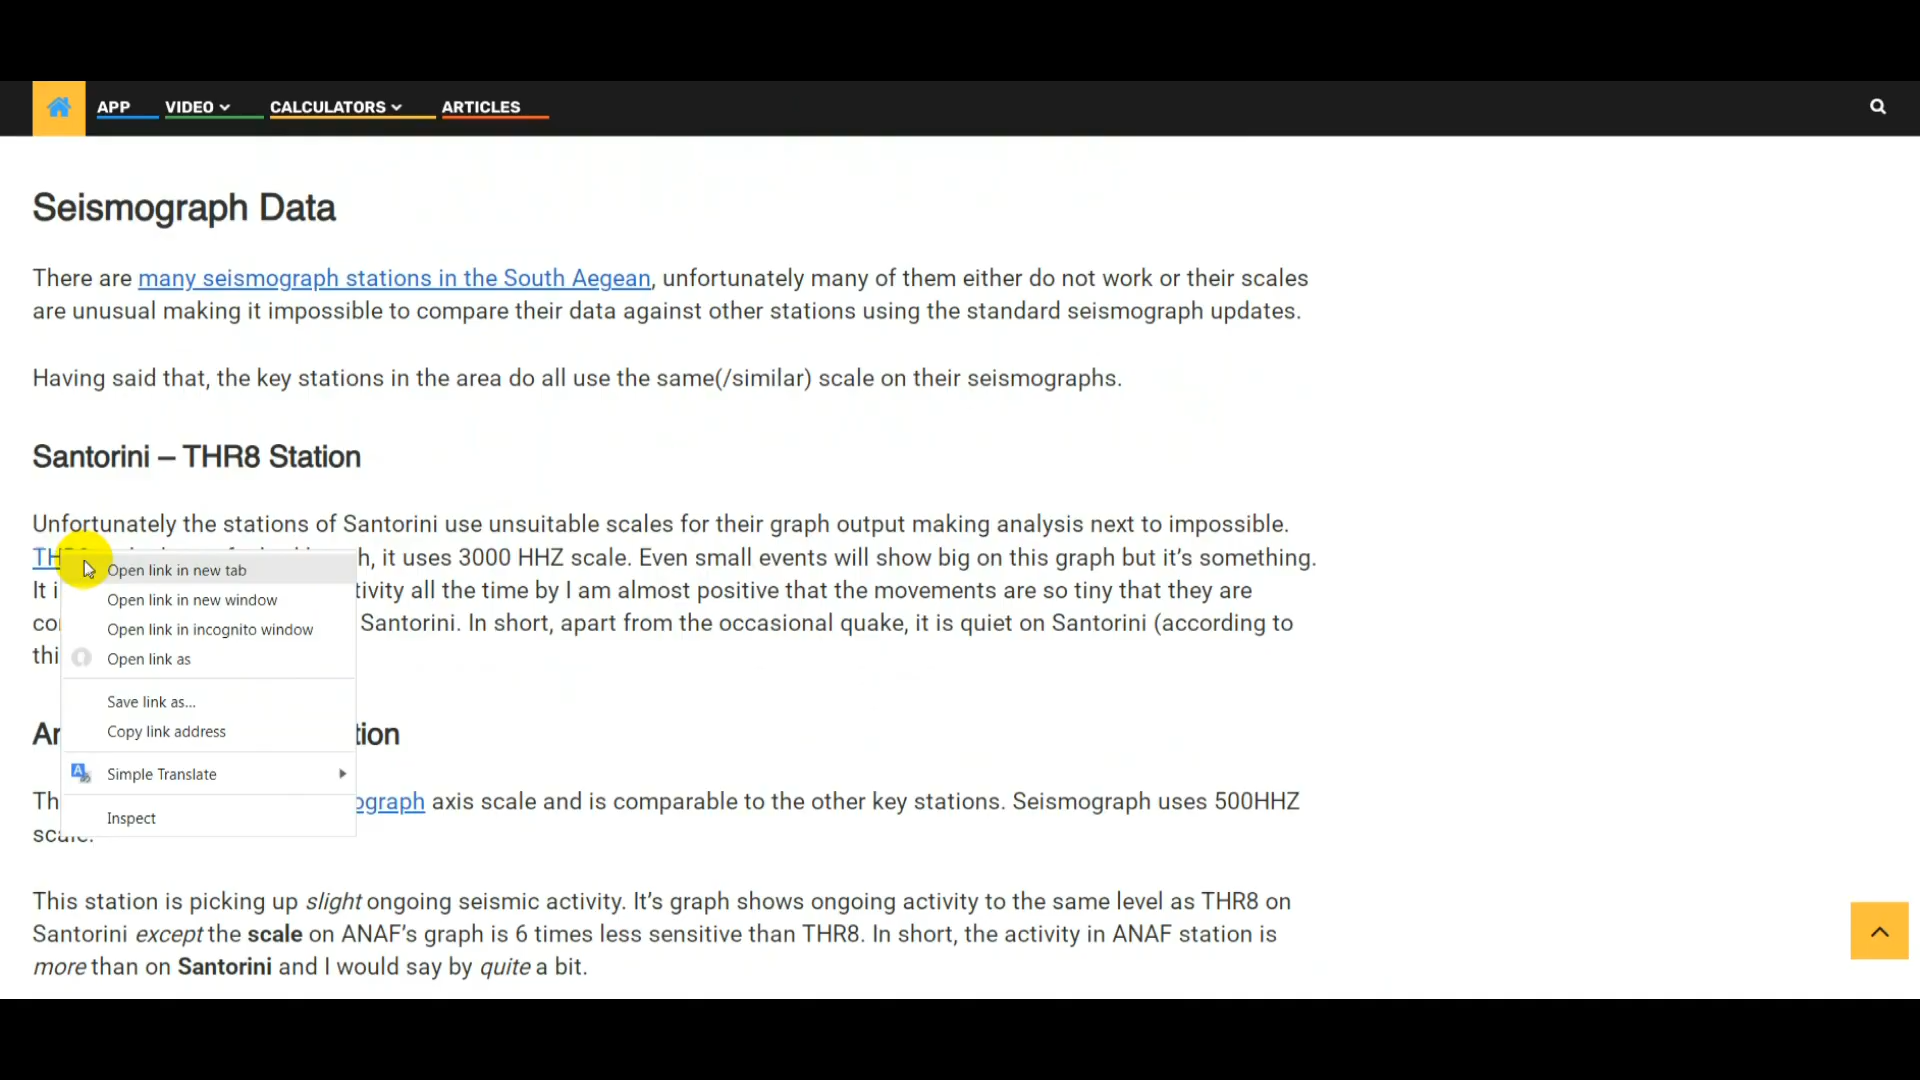 APP VIDEO CALCULATORS ARTICLES
Seismograph Data
There are many seismograph stations in the South Aegean, unfortunately many of them either do not work or their scales
are unusual making it impossible to compare their data against other stations using the standard seismograph updates.
Having said that, the key stations in the area do all use the same(/similar) scale on their seismographs.
Santorini – THR8 Station
Unfortunately the stations of Santorini use unsuitable scales for their graph output making analysis next to impossible.
h, it uses 3000 HHZ scale. Even small events will show big on this graph but it's something.
Open link in new tab
It i tivity all the time by I am almost positive that the movements are so tiny that they are
Open link in new window
co Santorini. In short, apart from the occasional quake, it is quiet on Santorini (according to
Open link in incognito window
thi
Open link as
Save link as...
Copy link address
Ar tion
Simple Translate
Th ograph axis scale and is comparable to the other key stations. Seismograph uses 500HHZ
Inspect
scale.
This station is picking up slight ongoing seismic activity. It's graph shows ongoing activity to the same level as THR8 on
Santorini except the scale on ANAF's graph is 6 times less sensitive than THR8. In short, the activity in ANAF station is
more than on Santorini and I would say by quite a bit.